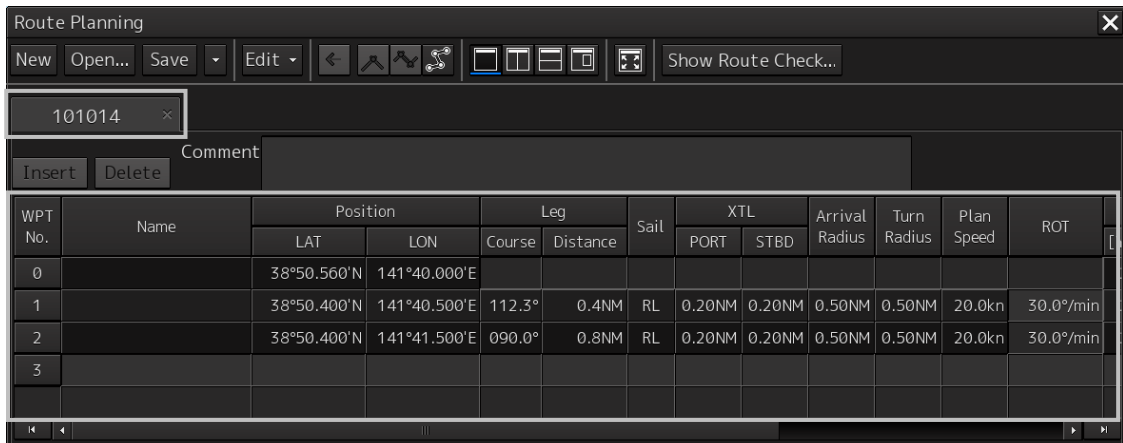 Route Planning
New Open... Save Edit Show Route Check...
101014
Comment
Insert Delete
WPT No. Name Position Leg Sail XTL Arrival Radius Turn Radius Plan Speed ROT
LAT LON Course Distance PORT STBD
0 38°50.560'N 141°40.000'E
1 38°50.400'N 141°40.500'E 112.3° 0.4NM RL 0.20NM 0.20NM 0.50NM 0.50NM 20.0kn 30.0°/min
2 38°50.400'N 141°41.500'E 090.0° 0.8NM RL 0.20NM 0.20NM 0.50NM 0.50NM 20.0kn 30.0°/min
3